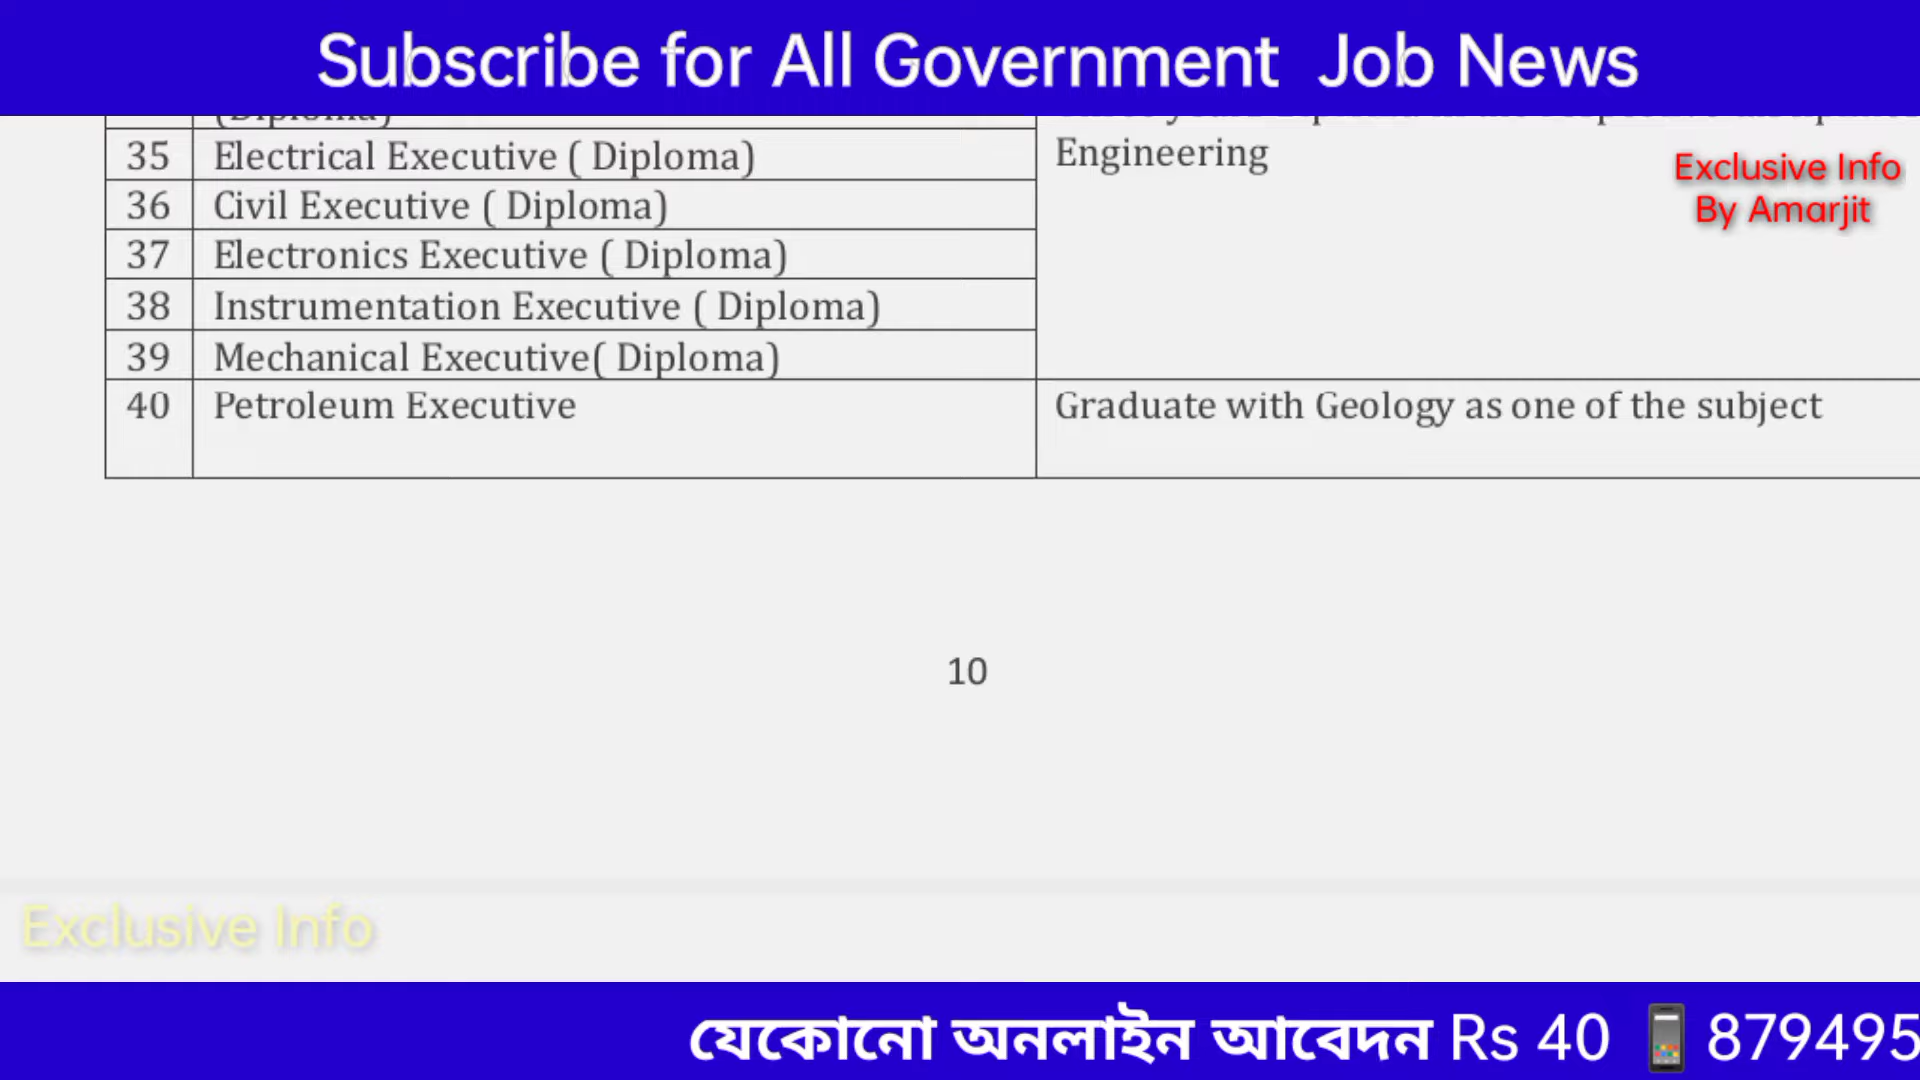 Subscribe for All Government Job News
(Diploma)
35 Electrical Executive ( Diploma) Engineering
36 Civil Executive ( Diploma)
37 Electronics Executive ( Diploma)
38 Instrumentation Executive ( Diploma)
39 Mechanical Executive( Diploma)
40 Petroleum Executive Graduate with Geology as one of the subject
Exclusive Info
By Amarjit
10
Exclusive Info
যেকোনো অনলাইন আবেদন Rs 40 📱 879495